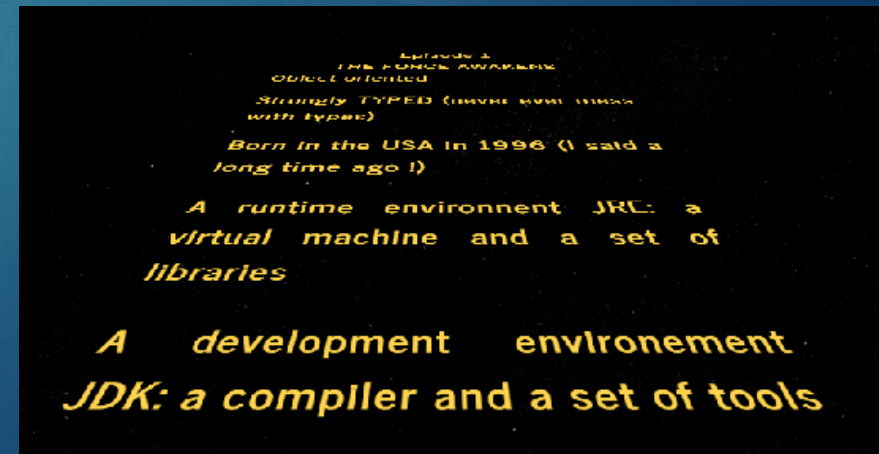 Episode 1
THE FORCE AWAKENS
Object oriented
Strongly TYPED (never ever mess
with types)
Born in the USA in 1996 (I said a
long time ago !)
A runtime environnent JRE: a
virtual machine and a set of
libraries
A development environement
JDK: a compiler and a set of tools